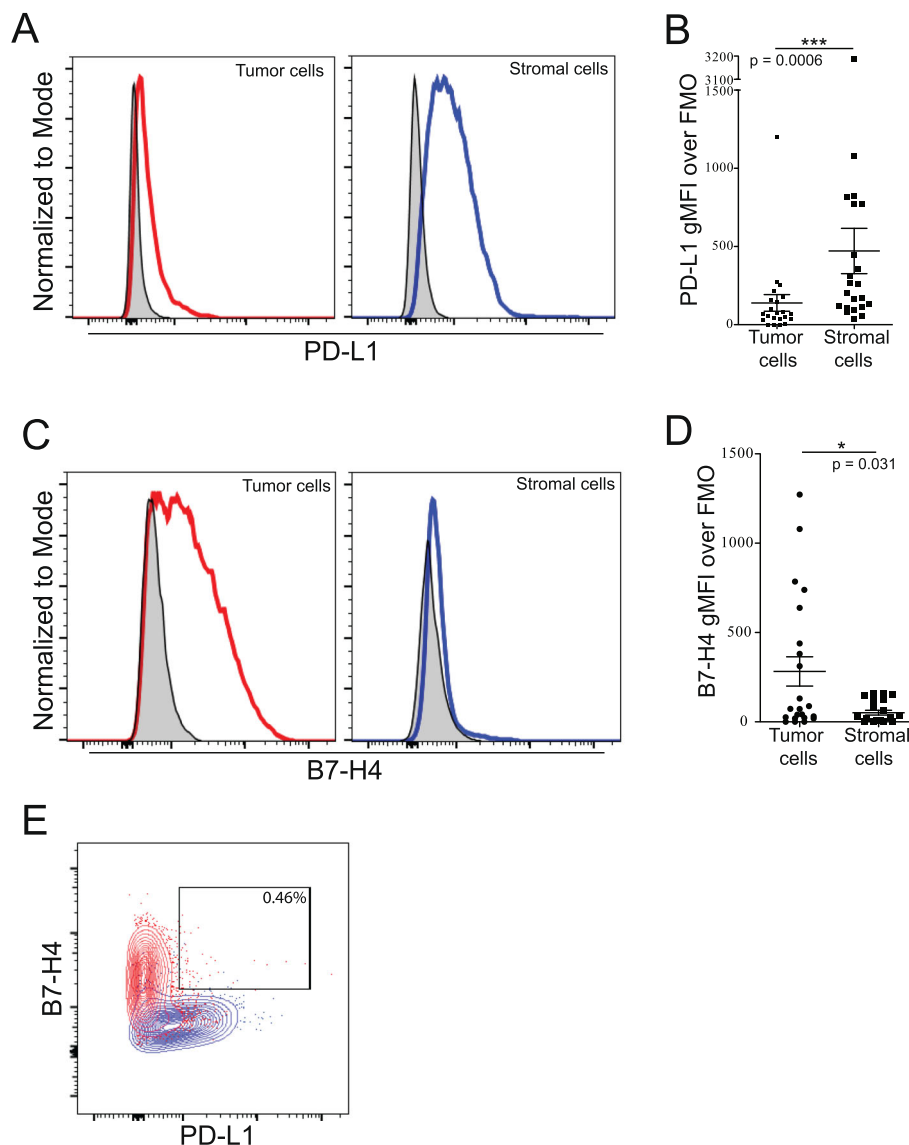 A
Tumor cells
Stromal cells
Normalized to Mode
PD-L1
B
***
p = 0.0006
3200
3100
1500
1000
500
0
PD-L1 gMFI over FMO
Tumor cells
Stromal cells
C
Tumor cells
Stromal cells
Normalized to Mode
B7-H4
D
1500
*
p = 0.031
1000
500
0
B7-H4 gMFI over FMO
Tumor cells
Stromal cells
E
0.46%
B7-H4
PD-L1